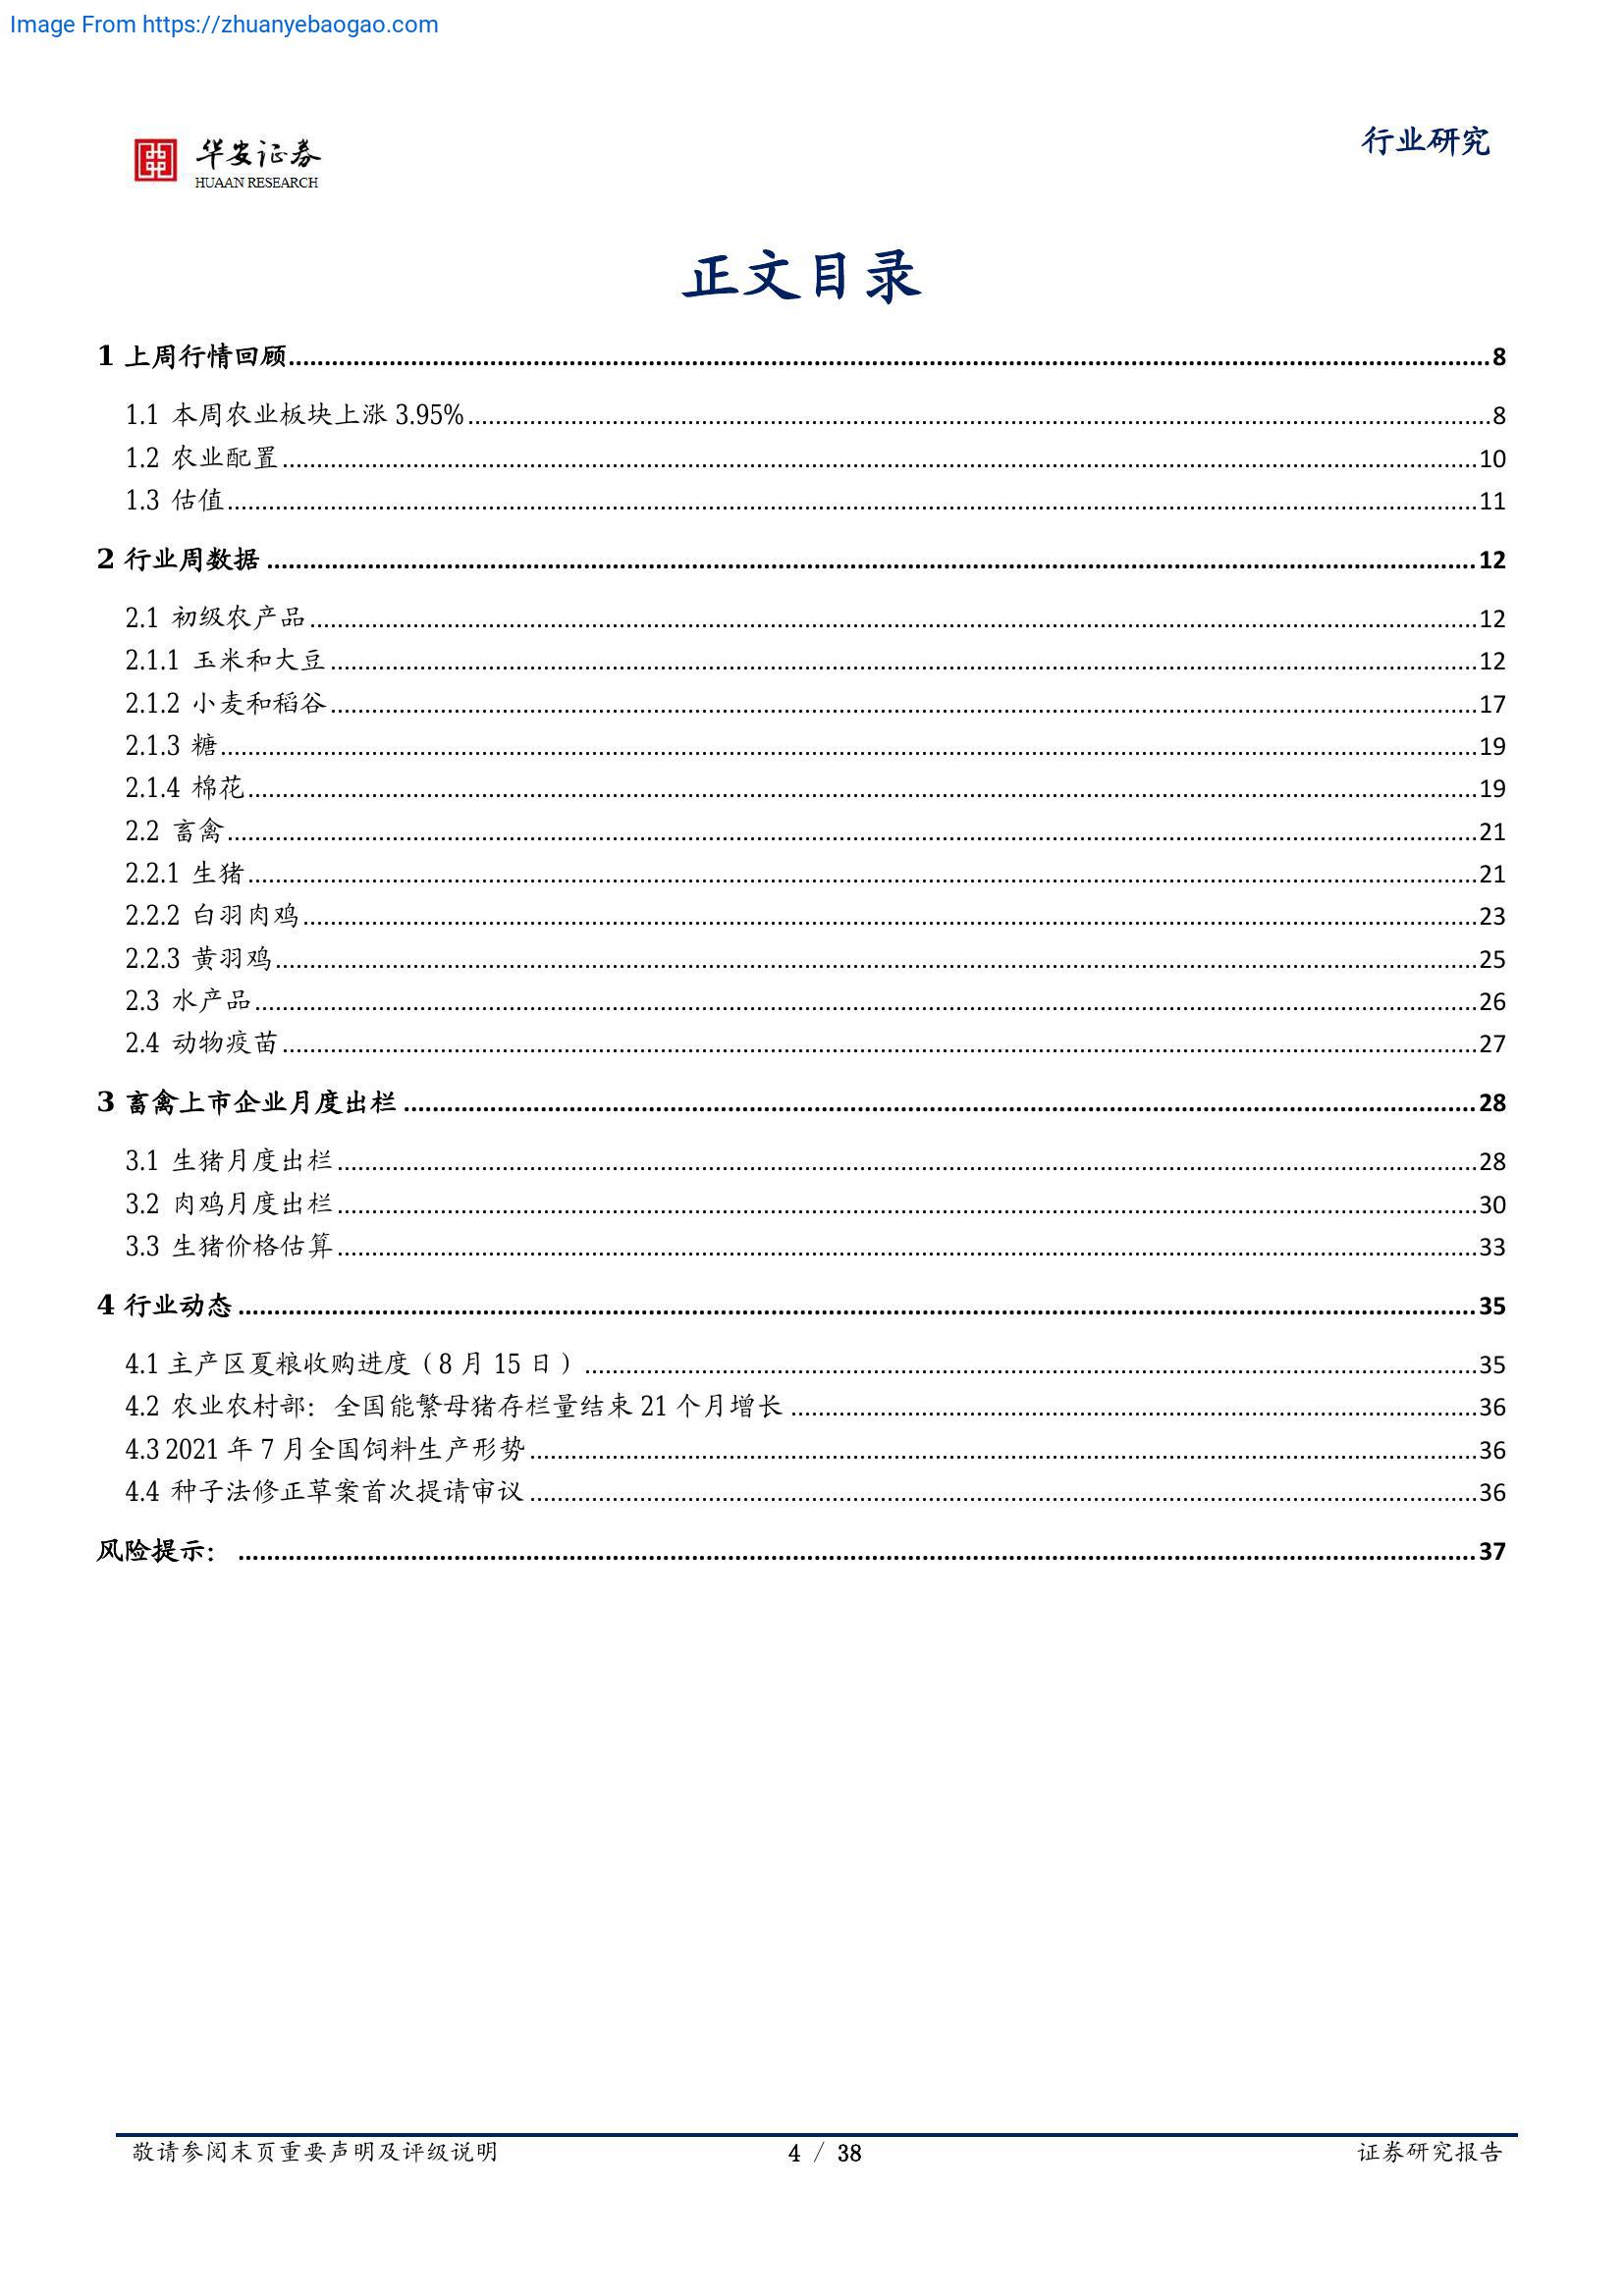 Image From https://zhuanyebaogao.com
华安证券
HUAAN RESEARCH
行业研究
正文目录
1 上周行情回顾........8
1.1 本周农业板块上涨 3.95%........8
1.2 农业配置........10
1.3 估值........11
2 行业周数据........12
2.1 初级农产品........12
2.1.1 玉米和大豆........12
2.1.2 小麦和稻谷........17
2.1.3 糖........19
2.1.4 棉花........19
2.2 畜禽........21
2.2.1 生猪........21
2.2.2 白羽肉鸡........23
2.2.3 黄羽鸡........25
2.3 水产品........26
2.4 动物疫苗........27
3 畜禽上市企业月度出栏........28
3.1 生猪月度出栏........28
3.2 肉鸡月度出栏........30
3.3 生猪价格估算........33
4 行业动态........35
4.1 主产区夏粮收购进度（8 月 15 日）........35
4.2 农业农村部：全国能繁母猪存栏量结束 21 个月增长........36
4.3 2021 年 7 月全国饲料生产形势........36
4.4 种子法修正草案首次提请审议........36
风险提示：........37
敬请参阅末页重要声明及评级说明
4 / 38
证券研究报告